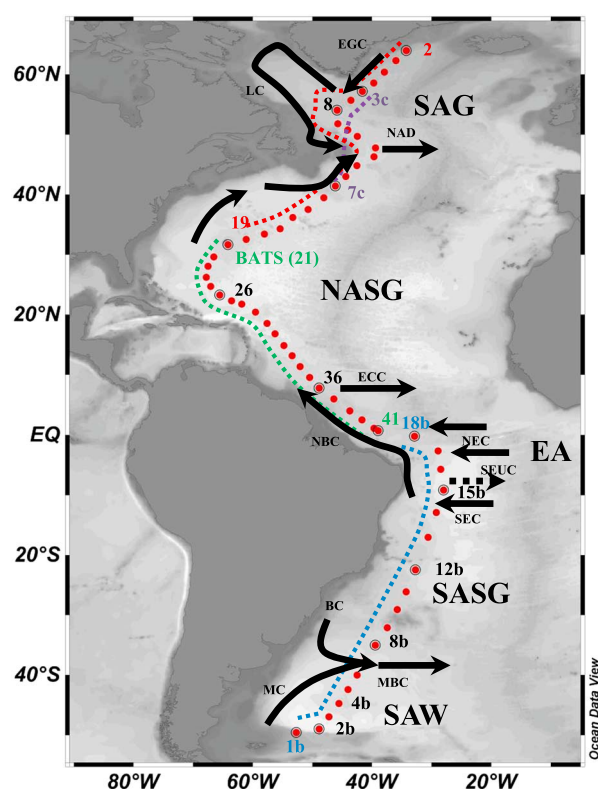 60°N
40°N
20°N
EQ
20°S
40°S
EGC
2
LC
8
3c
SAG
NAD
7c
19
BATS (21)
26
NASG
36
ECC
41
18b
NBC
NEC
EA
SEUC
15b
SEC
12b
SASG
BC
8b
MC
MBC
4b
SAW
2b
1b
80°W
60°W
40°W
20°W
Ocean Data View